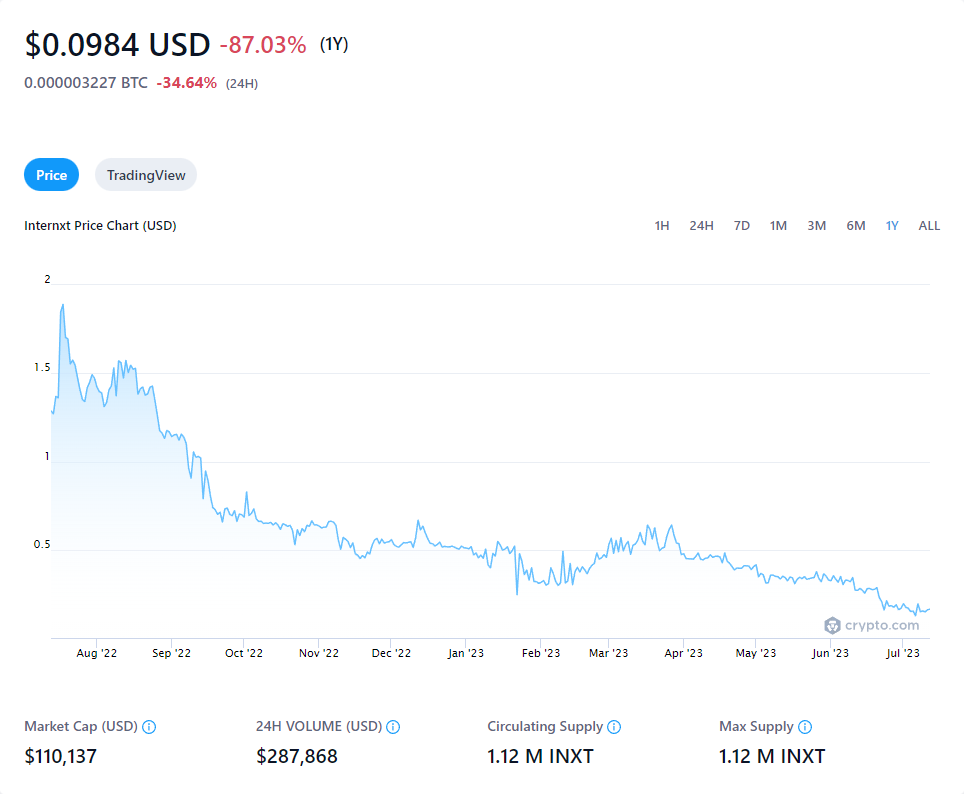 $0.0984 USD -87.03% (1Y)
0.000003227 BTC -34.64% (24H)
Price TradingView
Internxt Price Chart (USD) 1H 24H 7D 1M 3M 6M 1Y ALL
2
1.5
1
0.5
crypto.com
Aug '22 Sep '22 Oct '22 Nov '22 Dec '22 Jan '23 Feb '23 Mar '23 Apr '23 May '23 Jun '23 Jul '23
Market Cap (USD) 24H VOLUME (USD) Circulating Supply Max Supply
$110,137 $287,868 1.12 M INXT 1.12 M INXT